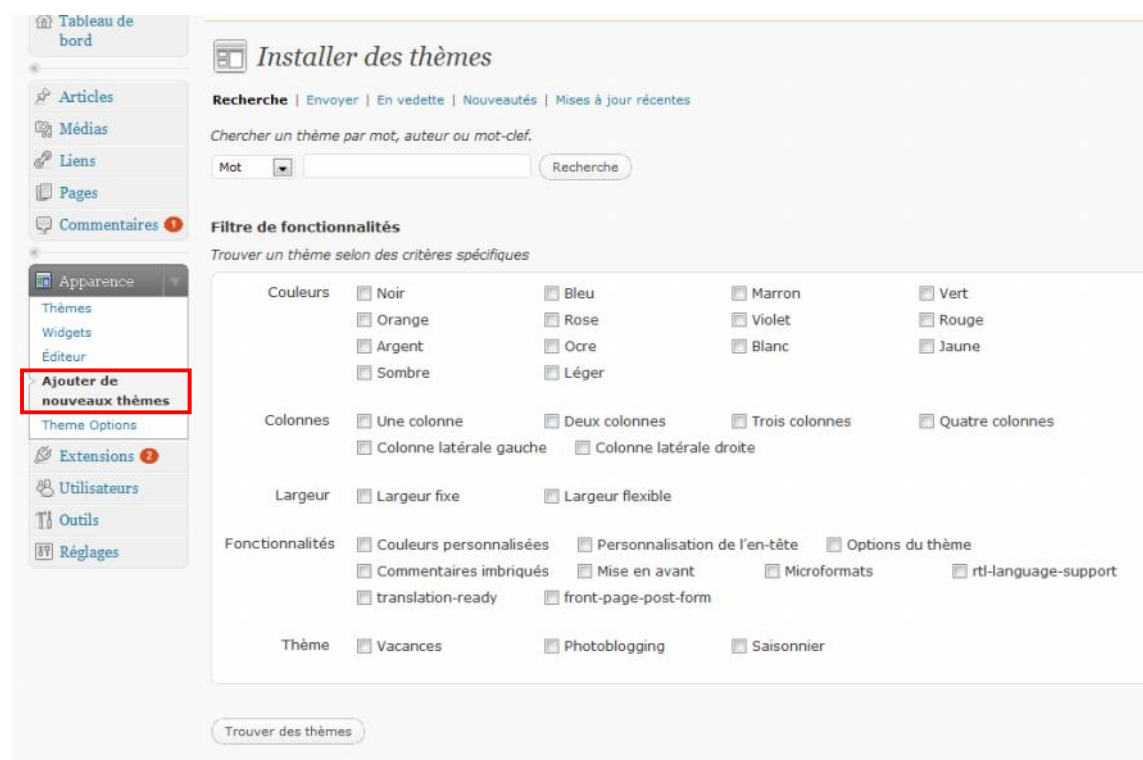 Tableau de
bord
Articles
Médias
Liens
Pages
Commentaires 1
Apparence
Thèmes
Widgets
Éditeur
Ajouter de
nouveaux thèmes
Theme Options
Extensions 2
Utilisateurs
Outils
Réglages
Installer des thèmes
Recherche | Envoyer | En vedette | Nouveautés | Mises à jour récentes
Chercher un thème par mot, auteur ou mot-clef.
Mot Recherche
Filtre de fonctionnalités
Trouver un thème selon des critères spécifiques
Couleurs Noir Bleu Marron Vert
Orange Rose Violet Rouge
Argent Ocre Blanc Jaune
Sombre Léger
Colonnes Une colonne Deux colonnes Trois colonnes Quatre colonnes
Colonne latérale gauche Colonne latérale droite
Largeur Largeur fixe Largeur flexible
Fonctionnalités Couleurs personnalisées Personnalisation de l'en-tête Options du thème
Commentaires imbriqués Mise en avant Microformats rtl-language-support
translation-ready front-page-post-form
Thème Vacances Photoblogging Saisonnier
Trouver des thèmes